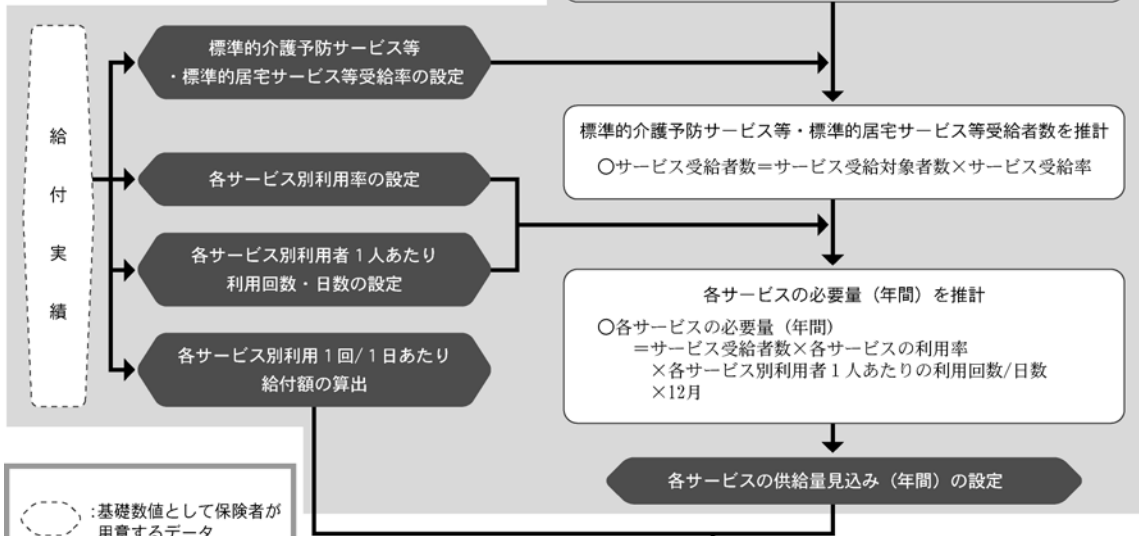 給付実績
標準的介護予防サービス等
・標準的居宅サービス等受給率の設定
各サービス別利用率の設定
各サービス別利用者１人あたり
利用回数・日数の設定
各サービス別利用１回/１日あたり
給付額の算出
標準的介護予防サービス等・標準的居宅サービス等受給者数を推計
○サービス受給者数＝サービス受給対象者数×サービス受給率
各サービスの必要量（年間）を推計
○各サービスの必要量（年間）
＝サービス受給者数×各サービスの利用率
×各サービス別利用者１人あたりの利用回数/日数
×12月
各サービスの供給量見込み（年間）の設定
:基礎数値として保険者が
用意するデータ